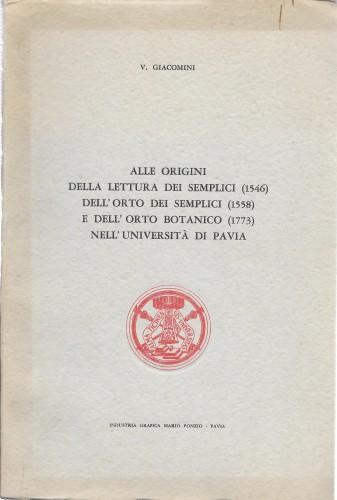 V. GIACOMINI
ALLE ORIGINI
DELLA LETTURA DEI SEMPLICI (1546)
DELL'ORTO DEI SEMPLICI (1558)
E DELL'ORTO BOTANICO (1773)
NELL'UNIVERSITÀ DI PAVIA
INDUSTRIA GRAFICA MARIO PONZIO - PAVIA